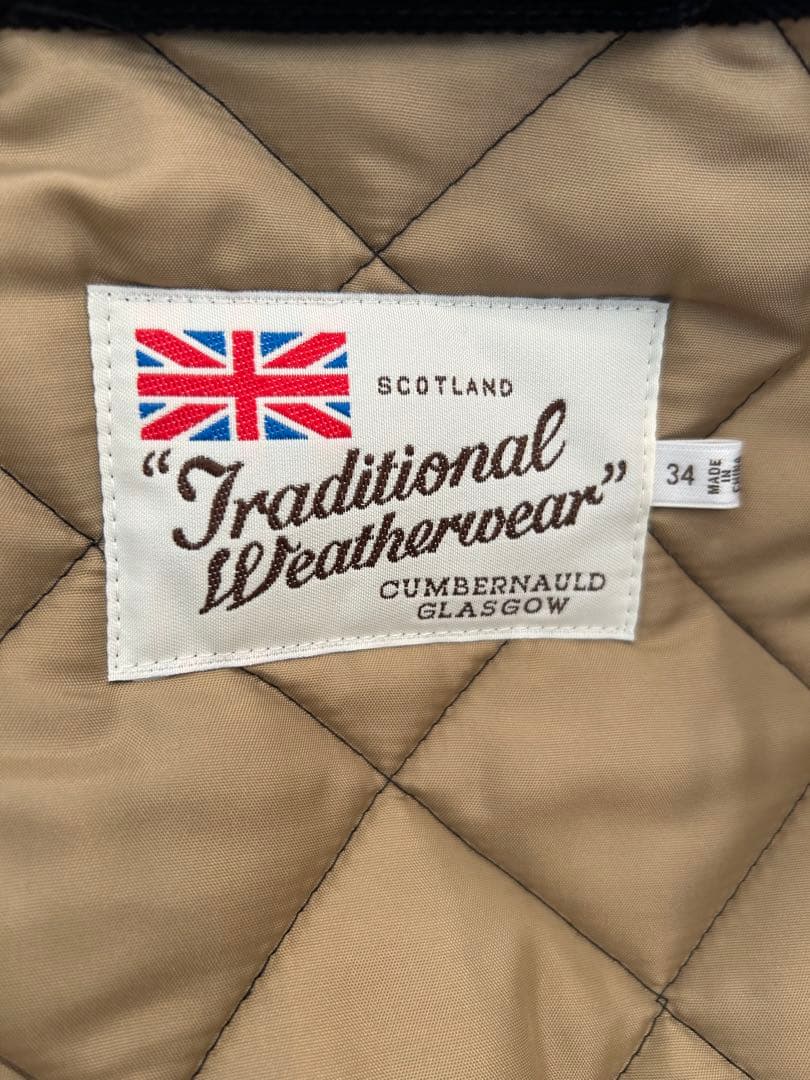 SCOTLAND
"Traditional
Weatherwear"
CUMBERNAULD
GLASGOW
34
MADE
IN
CHINA